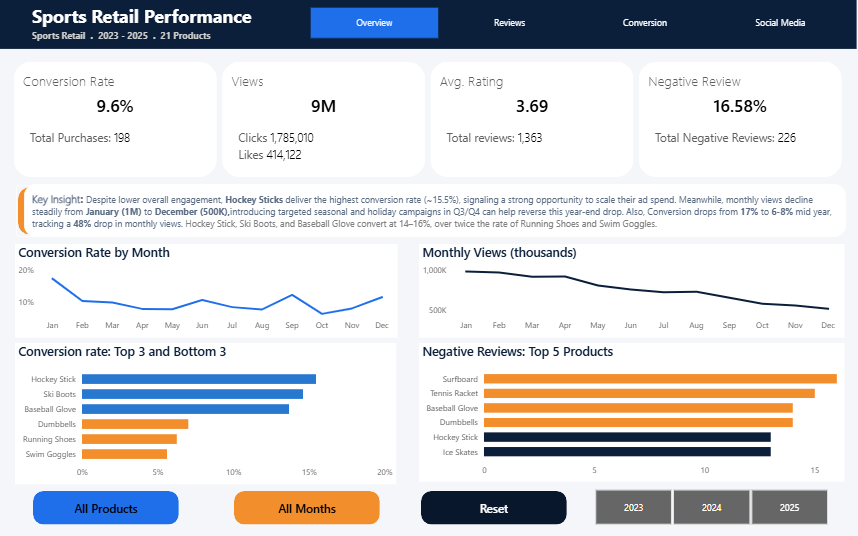 Sports Retail Performance
Sports Retail . 2023 - 2025 . 21 Products
Overview
Reviews
Conversion
Social Media
Conversion Rate
9.6%
Total Purchases: 198
Views
9M
Clicks 1,785,010
Likes 414,122
Avg. Rating
3.69
Total reviews: 1,363
Negative Review
16.58%
Total Negative Reviews: 226
Key Insight: Despite lower overall engagement, Hockey Sticks deliver the highest conversion rate (~15.5%), signaling a strong opportunity to scale their ad spend. Meanwhile, monthly views decline
steadily from January (1M) to December (500K),introducing targeted seasonal and holiday campaigns in Q3/Q4 can help reverse this year-end drop. Also, Conversion drops from 17% to 6-8% mid year,
tracking a 48% drop in monthly views. Hockey Sticks, Ski Boots, and Baseball Glove convert at 14–16%, over twice the rate of Running Shoes and Swim Goggles.
Conversion Rate by Month
20%
10%
Jan Feb Mar Apr May Jun Jul Aug Sep Oct Nov Dec
Monthly Views (thousands)
1,000K
500K
Jan Feb Mar Apr May Jun Jul Aug Sep Oct Nov Dec
Conversion rate: Top 3 and Bottom 3
Hockey Stick
Ski Boots
Baseball Glove
Dumbbells
Running Shoes
Swim Goggles
0% 5% 10% 15% 20%
Negative Reviews: Top 5 Products
Surfboard
Tennis Racket
Baseball Glove
Dumbbells
Hockey Stick
Ice Skates
0 5 10 15
All Products
All Months
Reset
2023
2024
2025